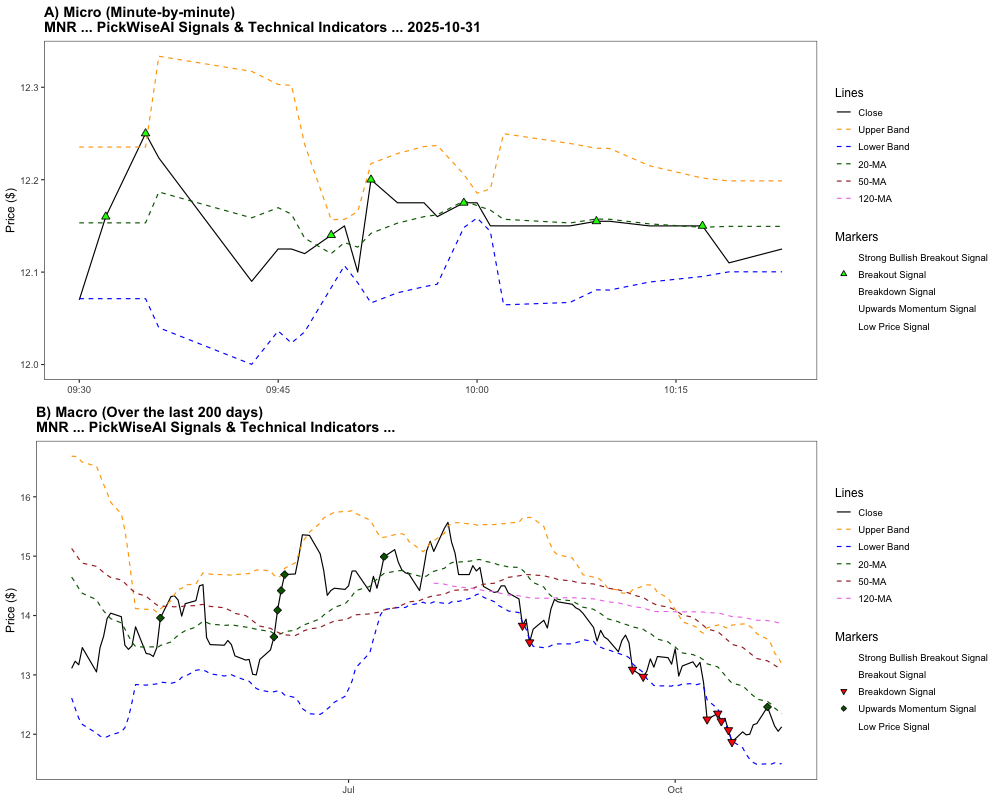 A) Micro (Minute-by-minute)
MNR ... PickWiseAI Signals & Technical Indicators ... 2025-10-31
Price ($)
12.3
12.2
12.1
12.0
09:30
09:45
10:00
10:15
Lines
Close
Upper Band
Lower Band
20-MA
50-MA
120-MA
Markers
Strong Bullish Breakout Signal
Breakout Signal
Breakdown Signal
Upwards Momentum Signal
Low Price Signal
B) Macro (Over the last 200 days)
MNR ... PickWiseAI Signals & Technical Indicators ...
Price ($)
16
15
14
13
12
Jul
Oct
Lines
Close
Upper Band
Lower Band
20-MA
50-MA
120-MA
Markers
Strong Bullish Breakout Signal
Breakout Signal
Breakdown Signal
Upwards Momentum Signal
Low Price Signal